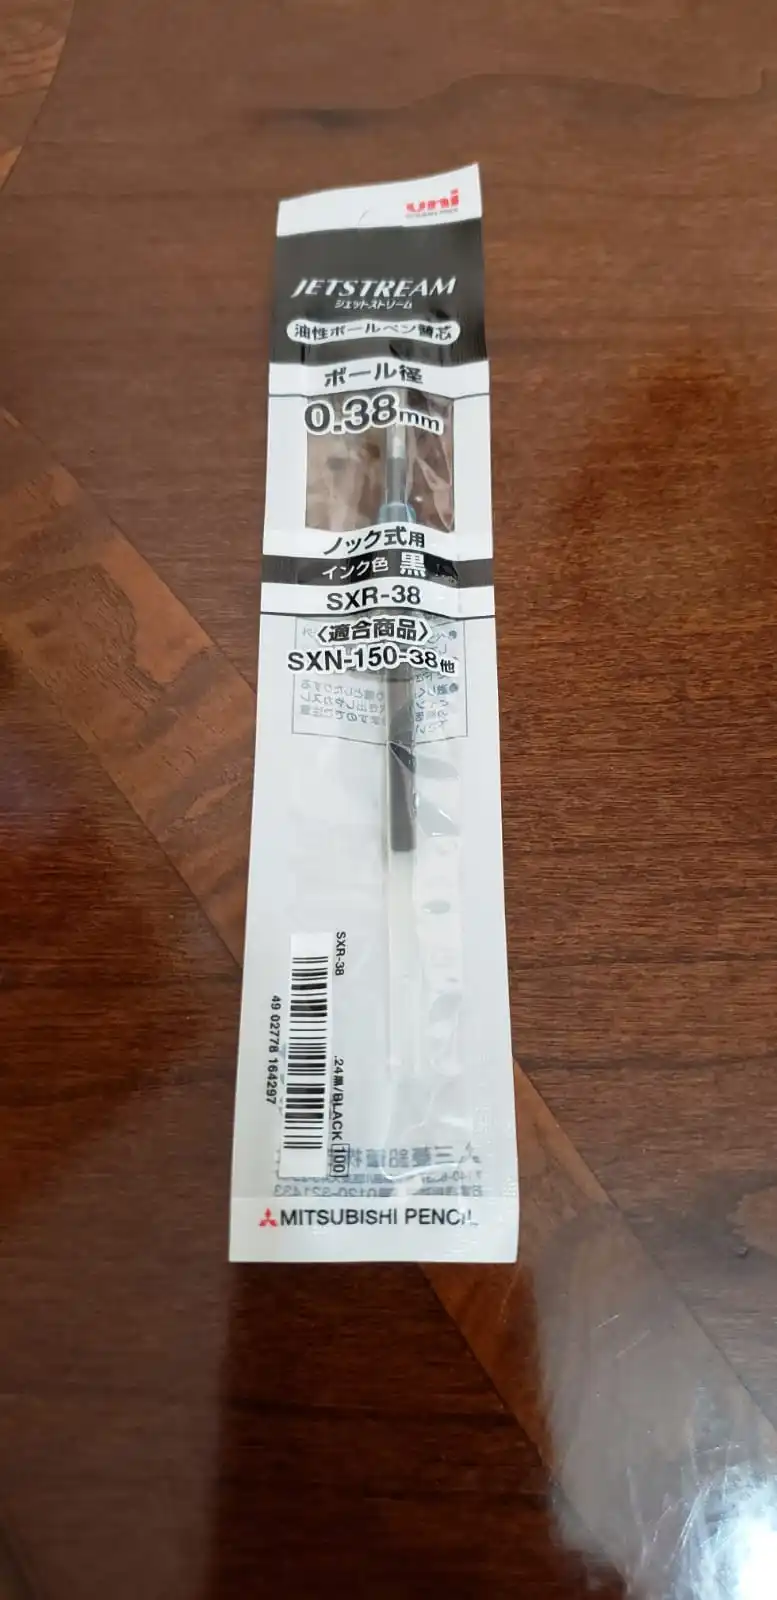 uni
JETSTREAM
ジェットストリーム
油性ボールペン替芯
ボール径
0.38mm
ノック式用
インク色 黒
SXR-38
〈適合商品〉
SXN-150-38他
SXR-38
.24黒/BLACK 100
49 02778 164297
MITSUBISHI PENCIL